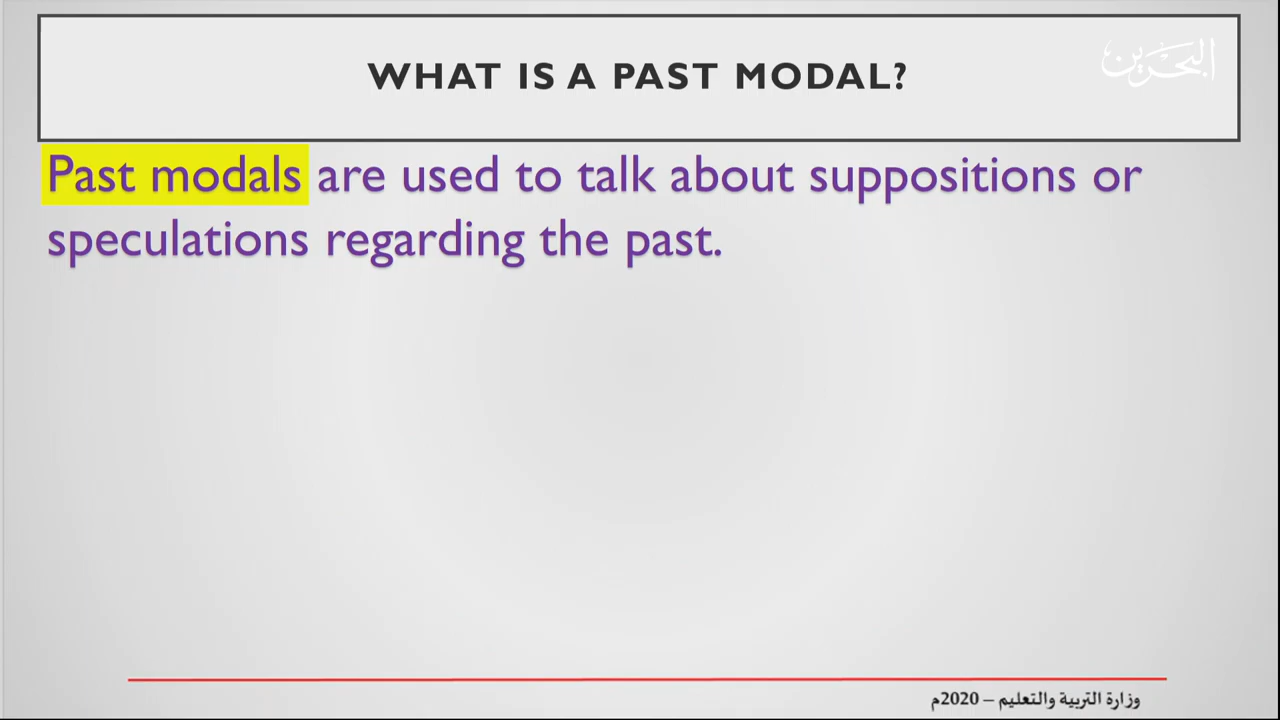 WHAT IS A PAST MODAL?
البحرين
Past modals are used to talk about suppositions or
speculations regarding the past.
وزارة التربية والتعليم – 2020م